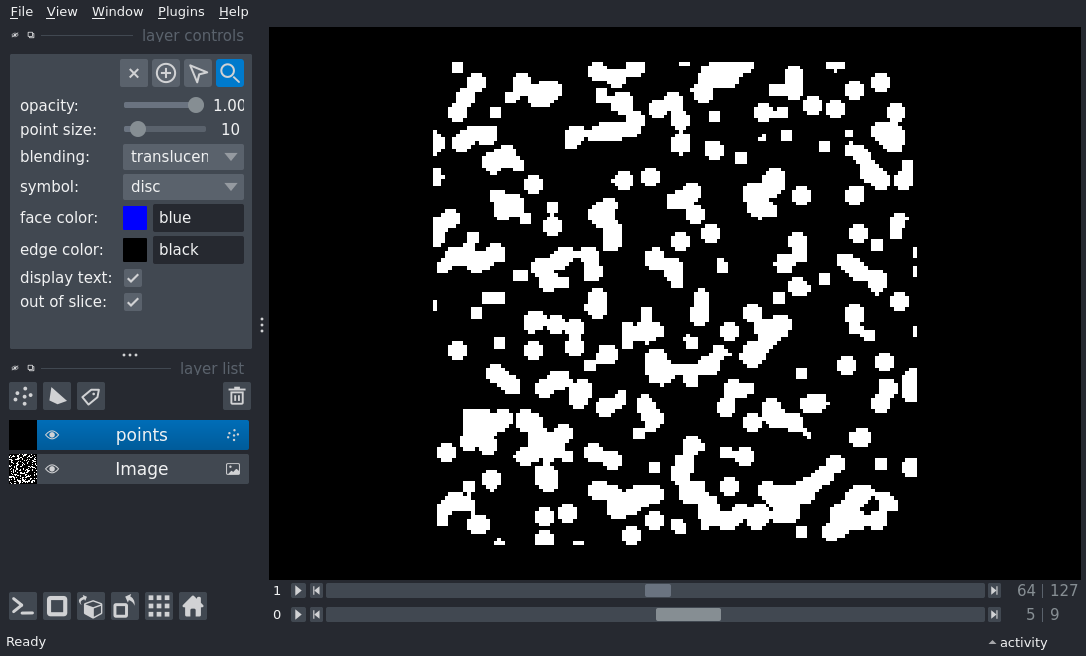 File View Window Plugins Help
layer controls
opacity: 1.00
point size: 10
blending: translucen
symbol: disc
face color: blue
edge color: black
display text:
out of slice:
layer list
points
Image
1 64 127
0 5 9
Ready activity